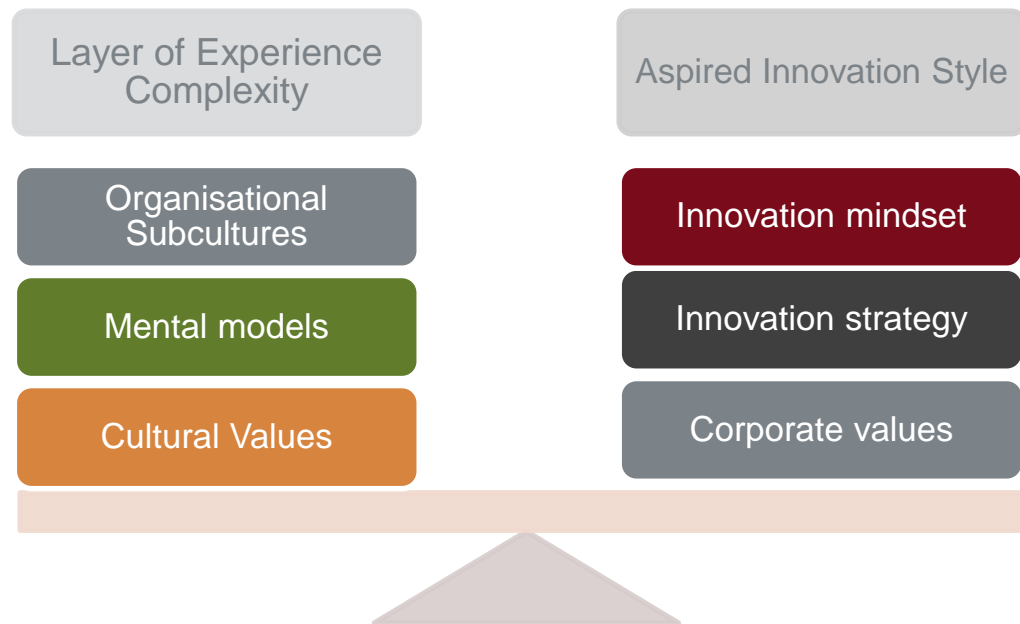 Layer of Experience
Complexity
Aspired Innovation Style
Organisational
Subcultures
Innovation mindset
Mental models
Innovation strategy
Cultural Values
Corporate values